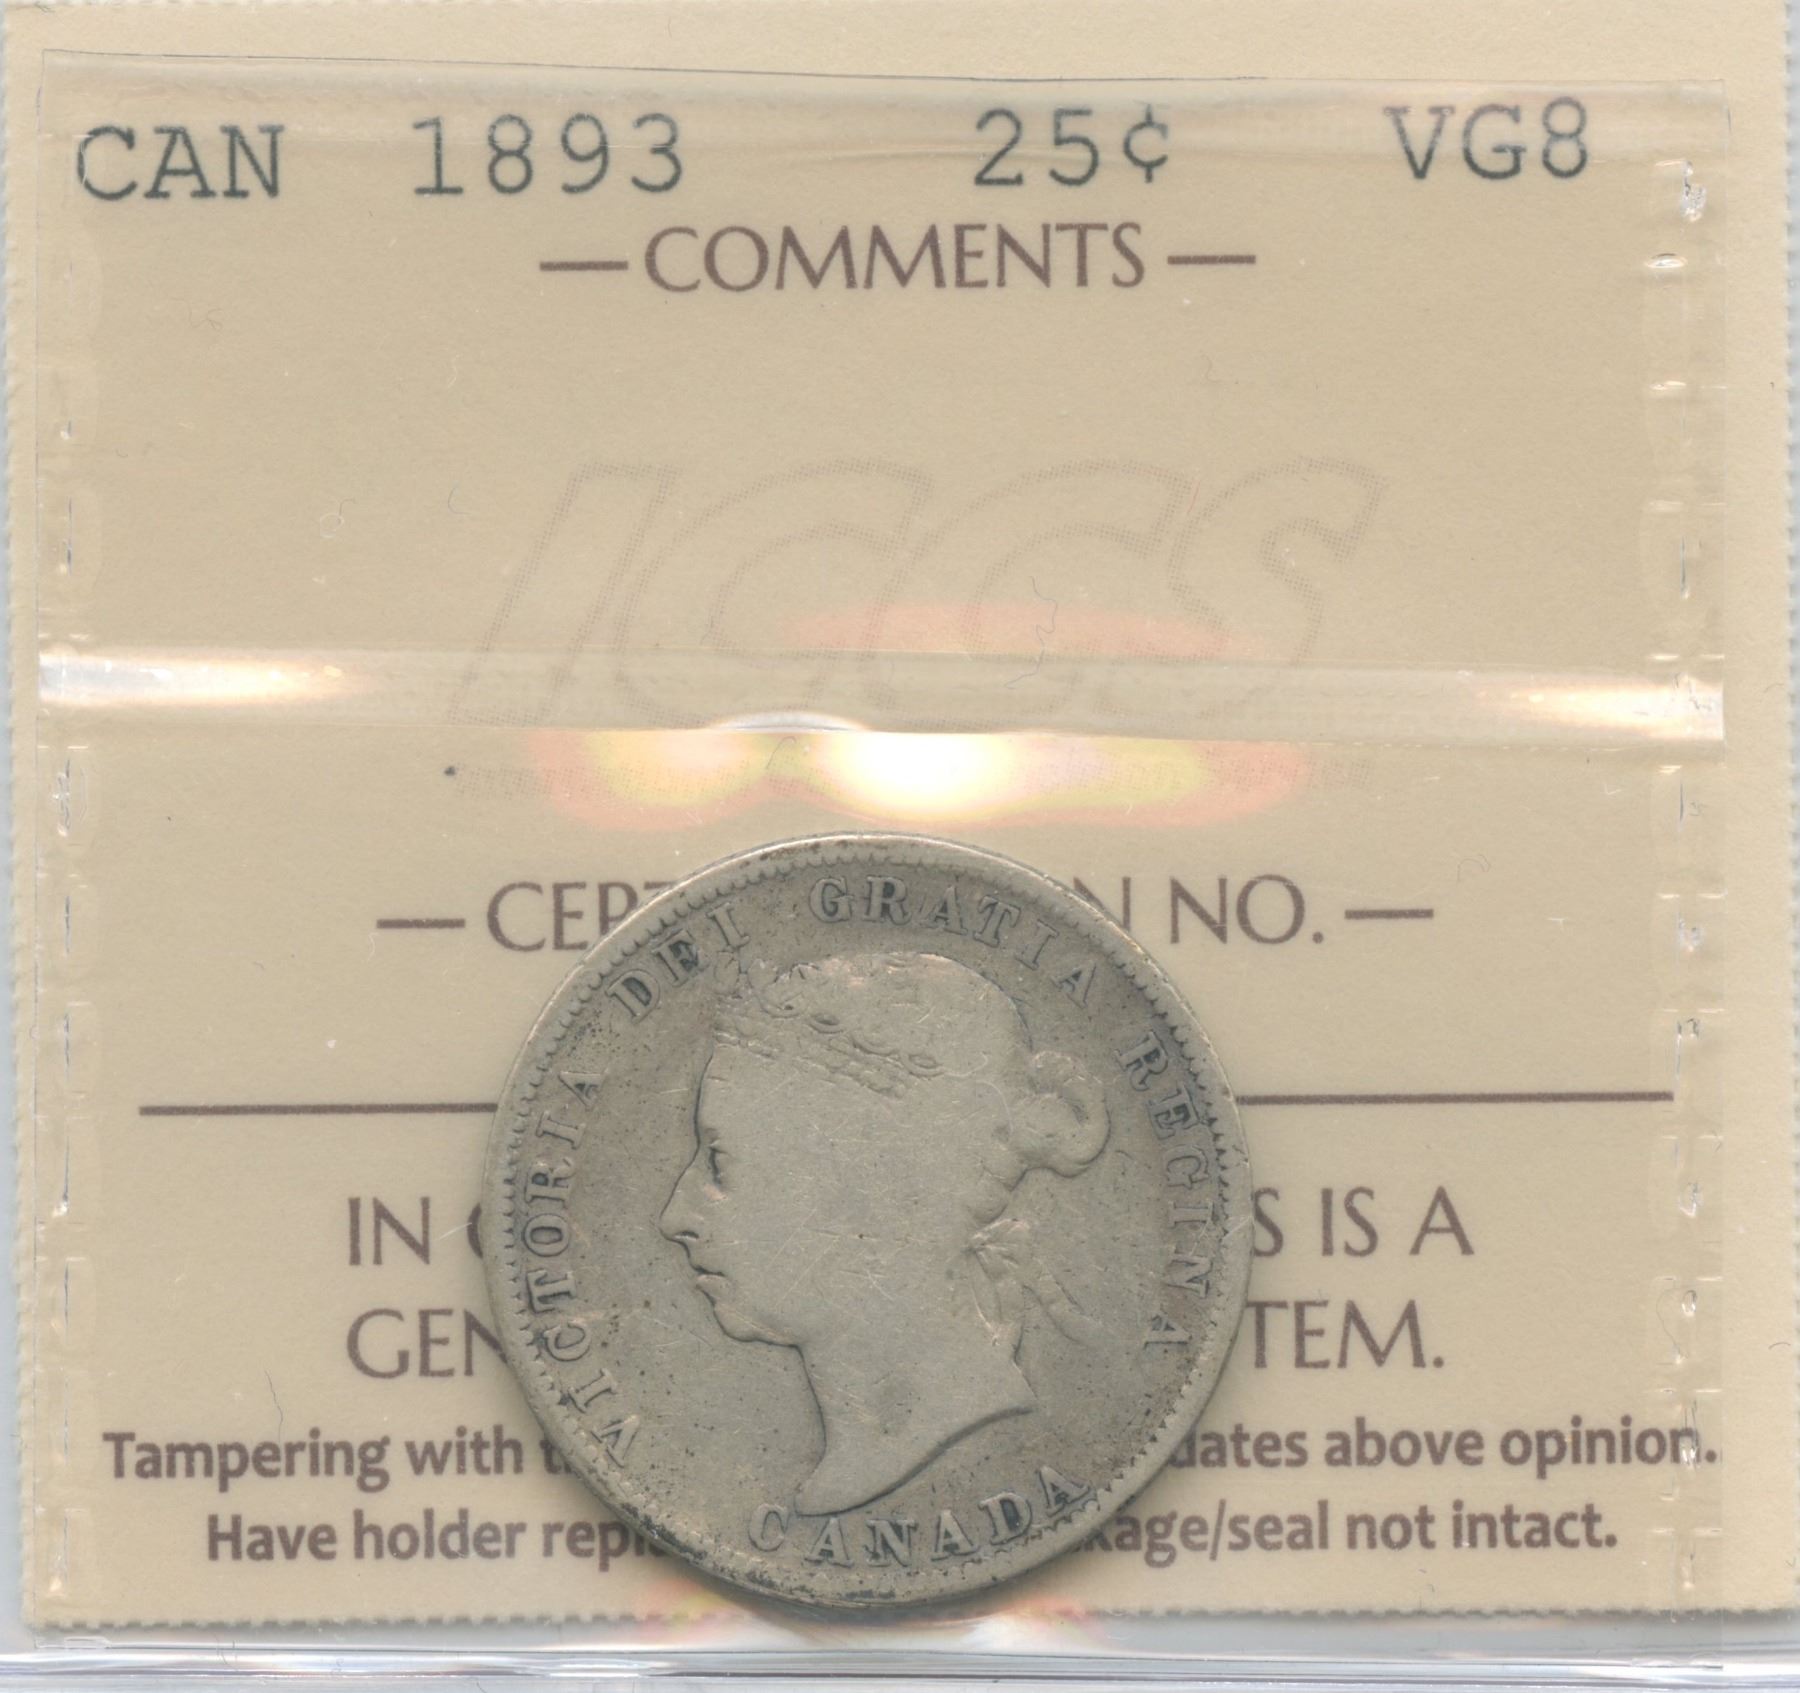 CAN 1893 25¢ VG8
— COMMENTS —
ICCS
— CERT N NO. —
VICTORIA DEI GRATIA REGINA
CANADA
IN S IS A
GEN TEM.
Tampering with t dates above opinion.
Have holder repl kage/seal not intact.